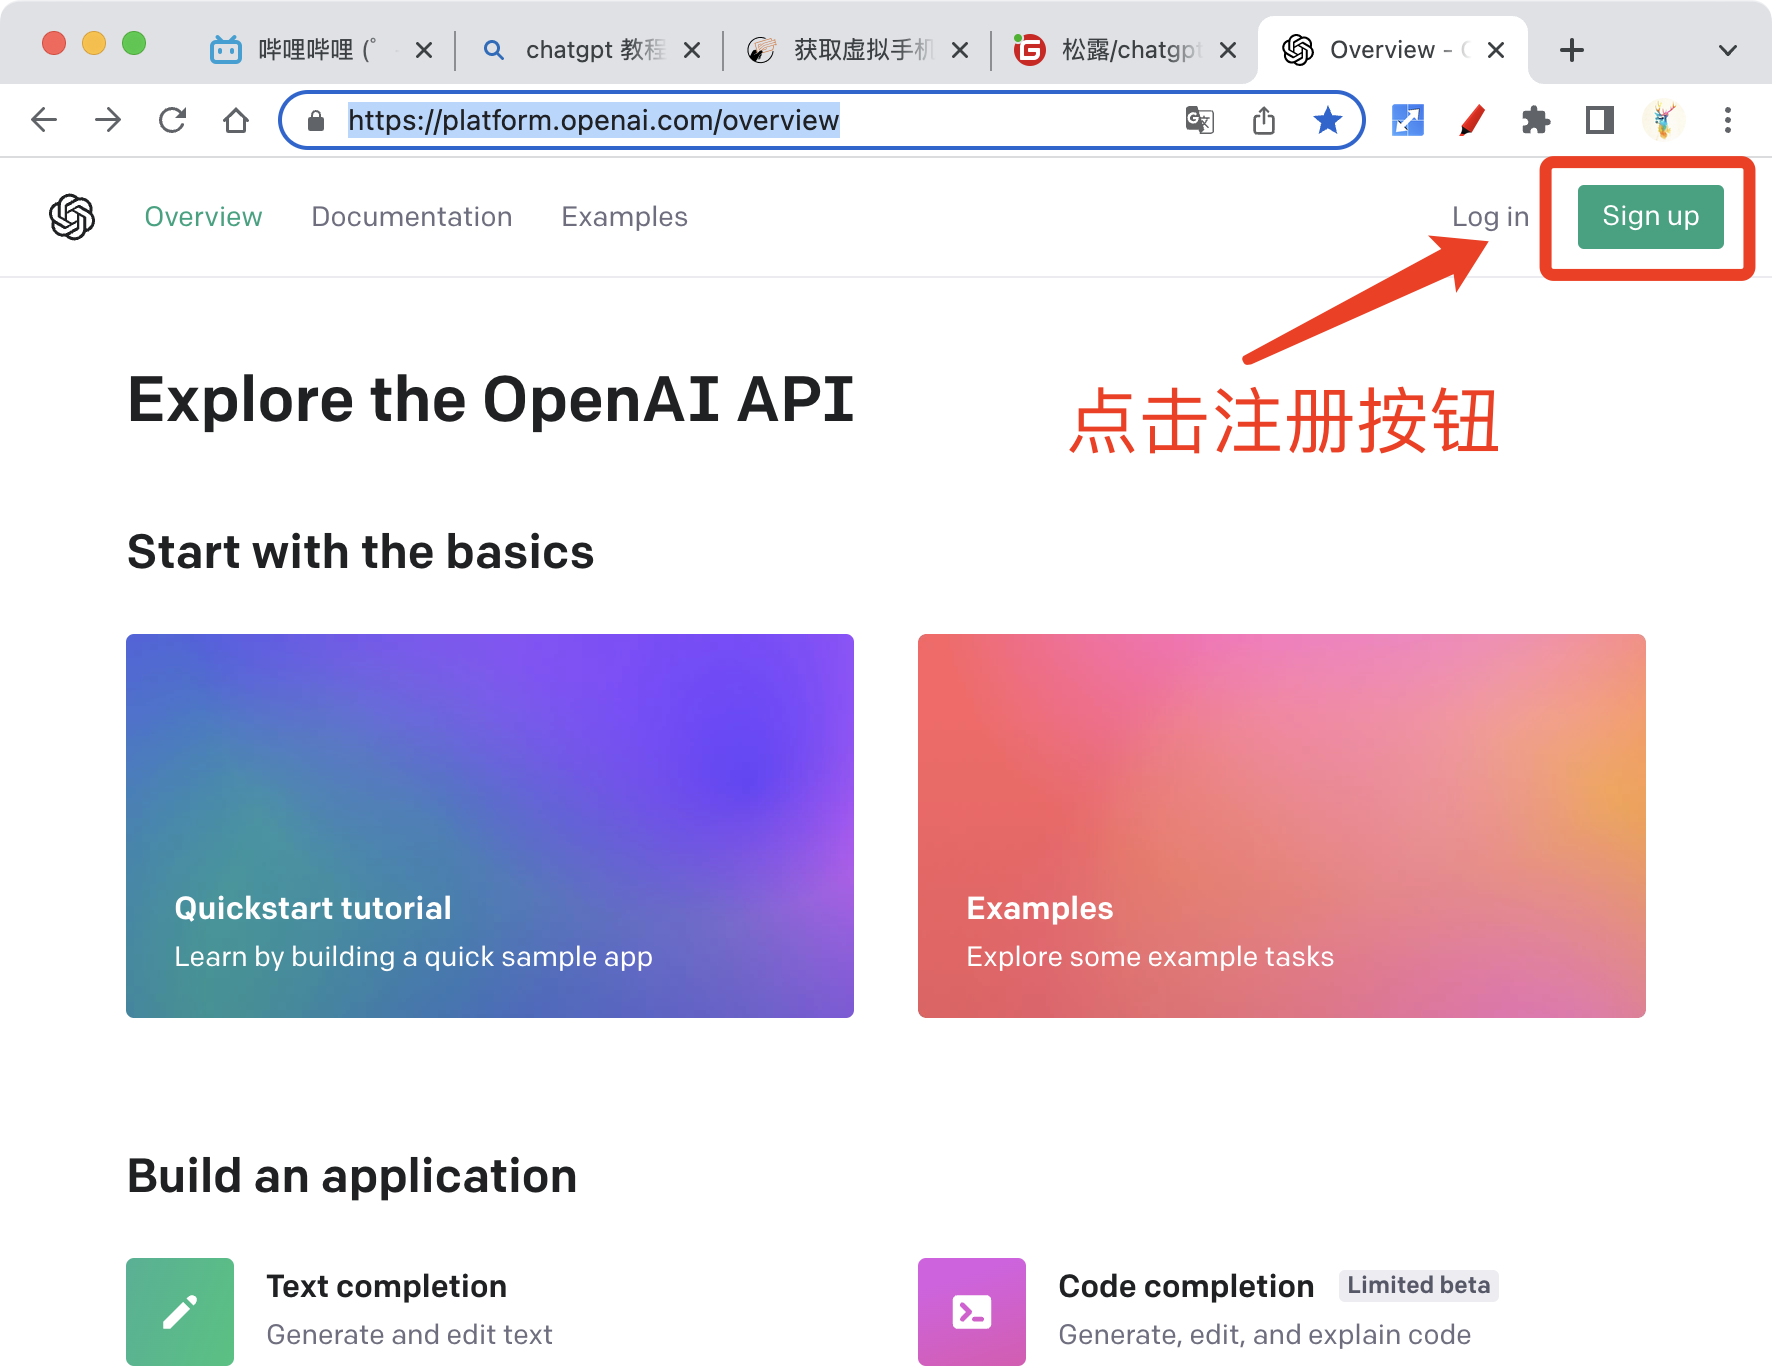 哔哩哔哩 (゜
chatgpt 教程
获取虚拟手机
松露/chatgpt
Overview -
https://platform.openai.com/overview
Overview
Documentation
Examples
Log in
Sign up
点击注册按钮
Explore the OpenAI API
Start with the basics
Quickstart tutorial
Learn by building a quick sample app
Examples
Explore some example tasks
Build an application
Text completion
Generate and edit text
Code completion Limited beta
Generate, edit, and explain code